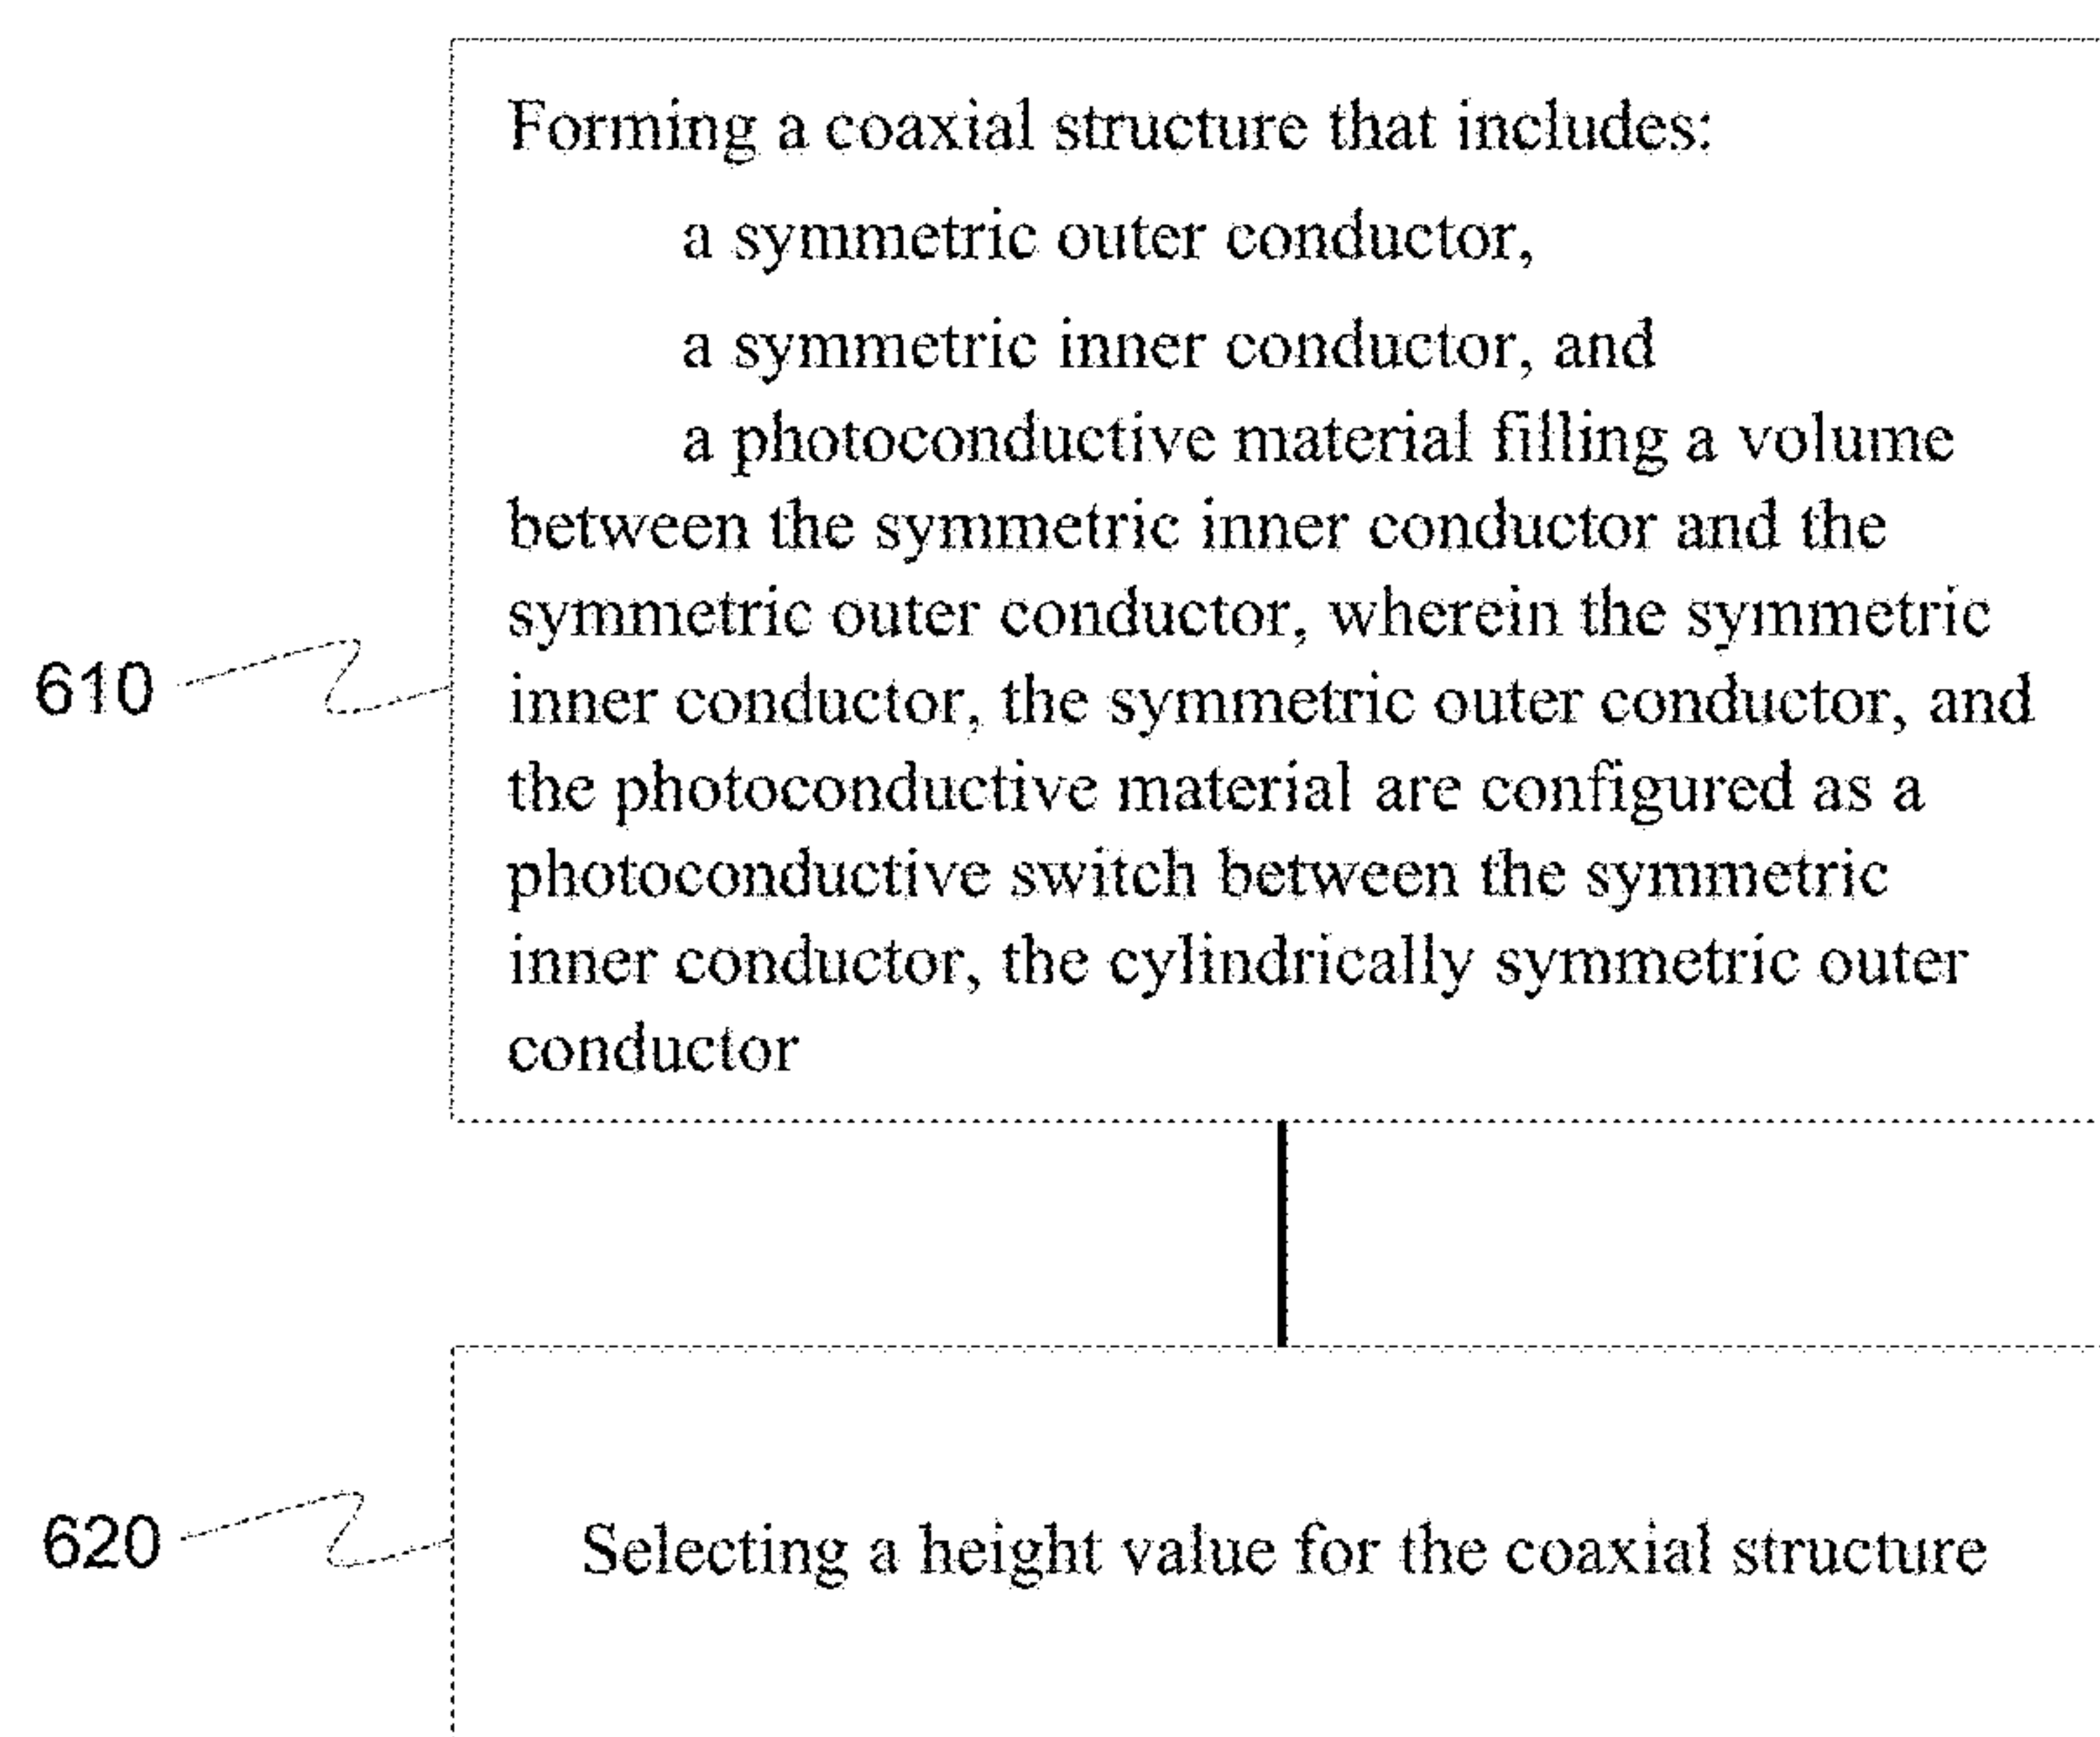 Forming a coaxial structure that includes:
a symmetric outer conductor,
a symmetric inner conductor, and
a photoconductive material filling a volume
between the symmetric inner conductor and the
symmetric outer conductor, wherein the symmetric
610
inner conductor, the symmetric outer conductor, and
the photoconductive material are configured as a
photoconductive switch between the symmetric
inner conductor, the cylindrically symmetric outer
conductor
620
Selecting a height value for the coaxial structure